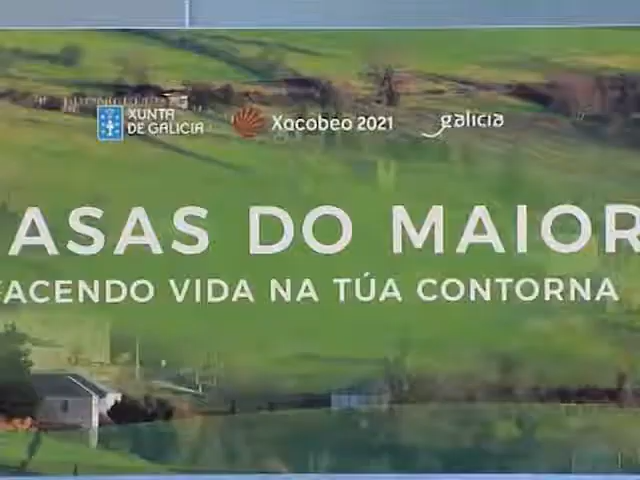 XUNTA
DE GALICIA
Xacobeo 2021
galicia
ASAS DO MAIOR
ACENDO VIDA NA TÚA CONTORNA